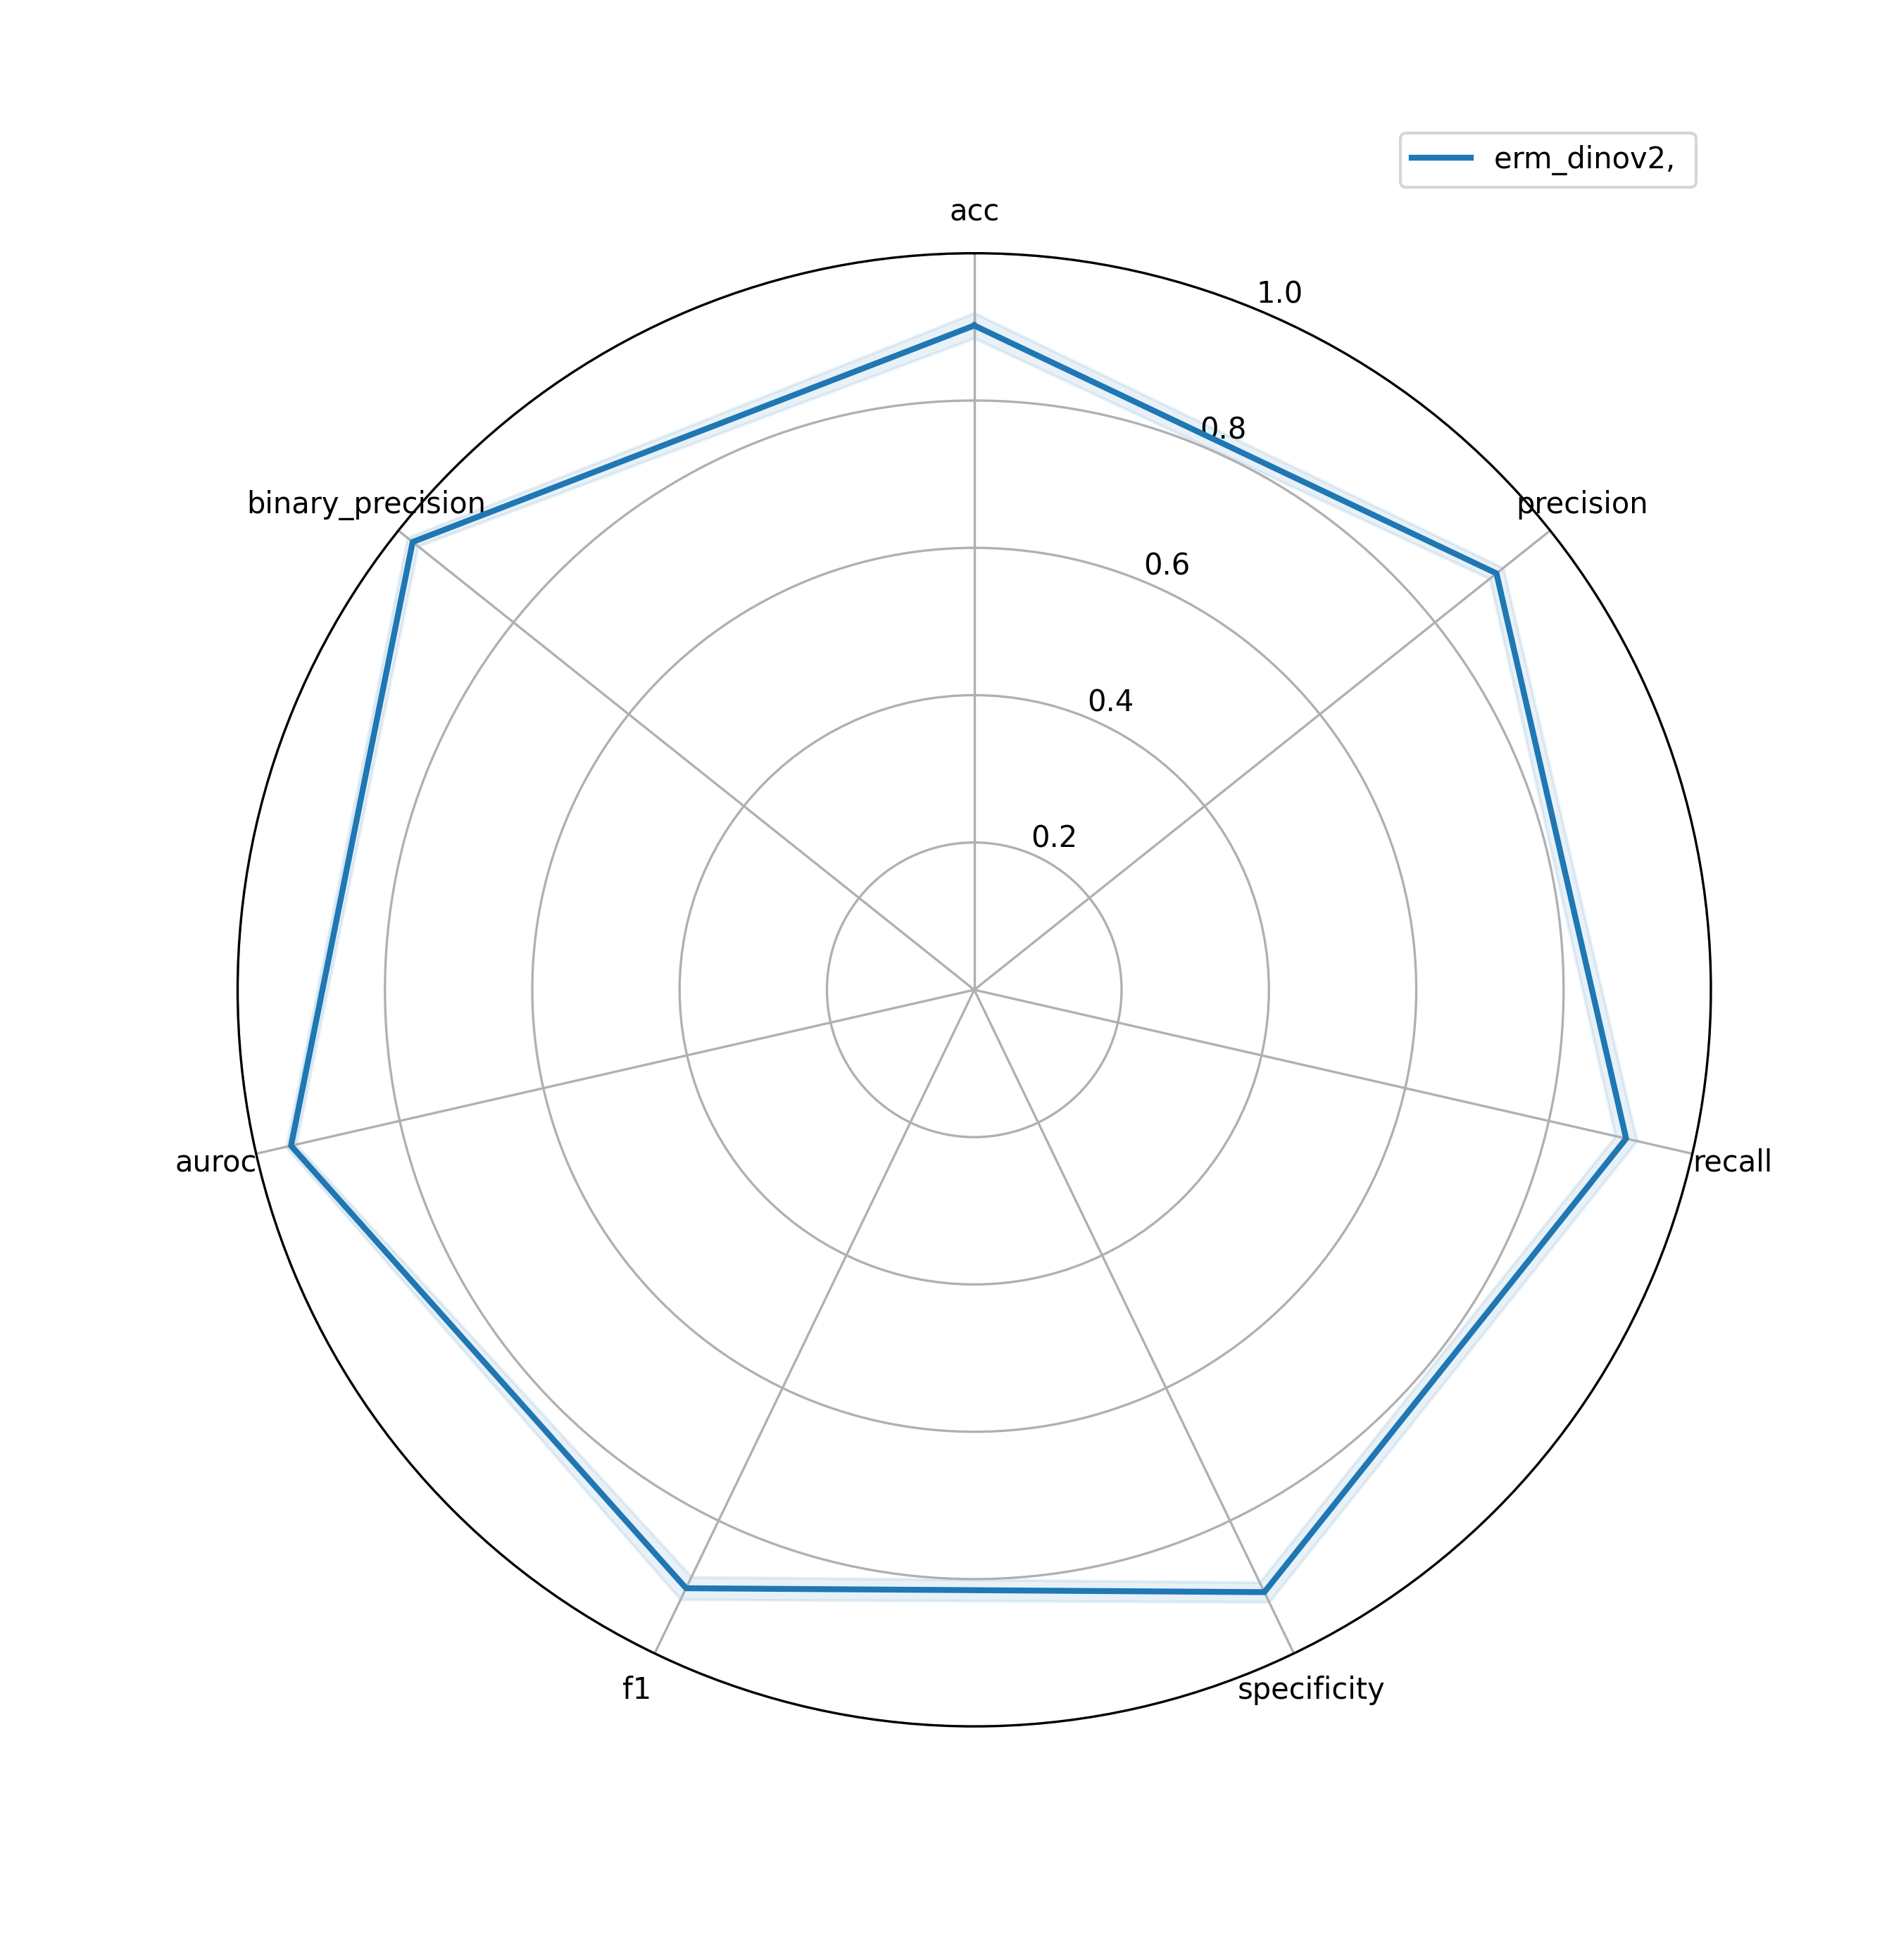 erm_dinov2,
acc
1.0
0.8
binary_precision
precision
0.6
0.4
0.2
auroc
recall
f1
specificity